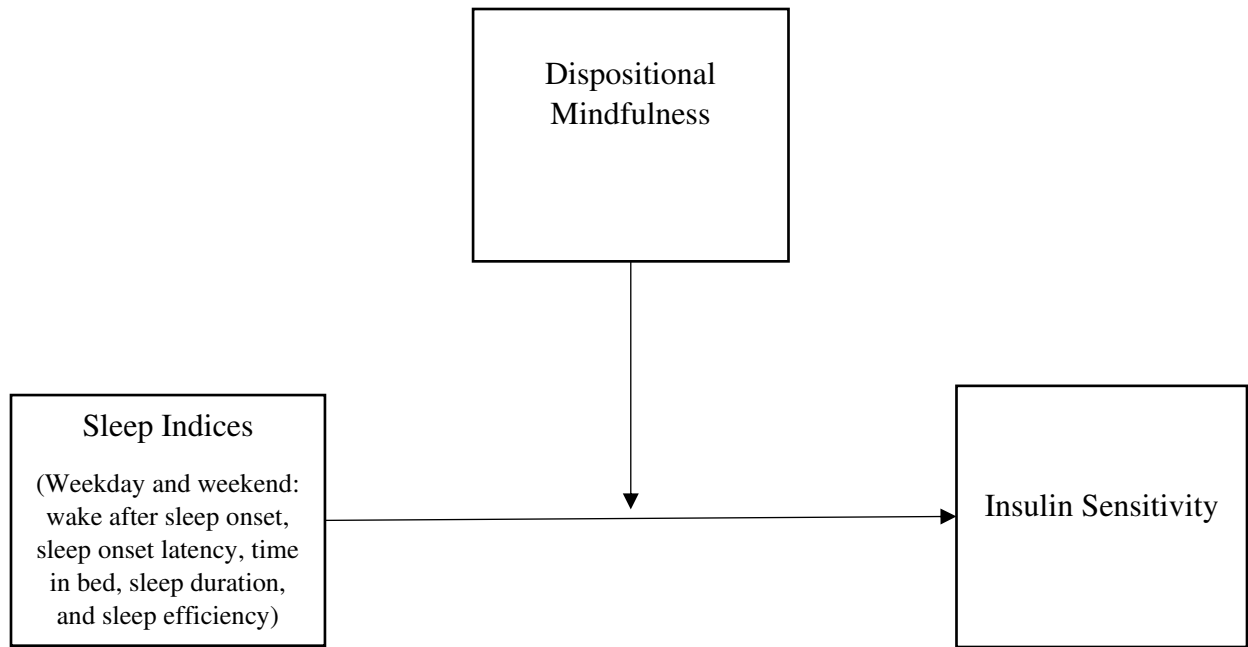 Dispositional
Mindfulness
Sleep Indices
(Weekday and weekend:
wake after sleep onset,
sleep onset latency, time
in bed, sleep duration,
and sleep efficiency)
Insulin Sensitivity